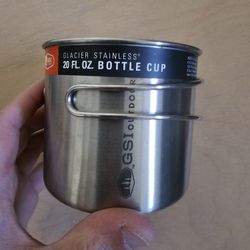 GLACIER STAINLESS®
20 FL. OZ. BOTTLE CUP
GSI OUTDOORS